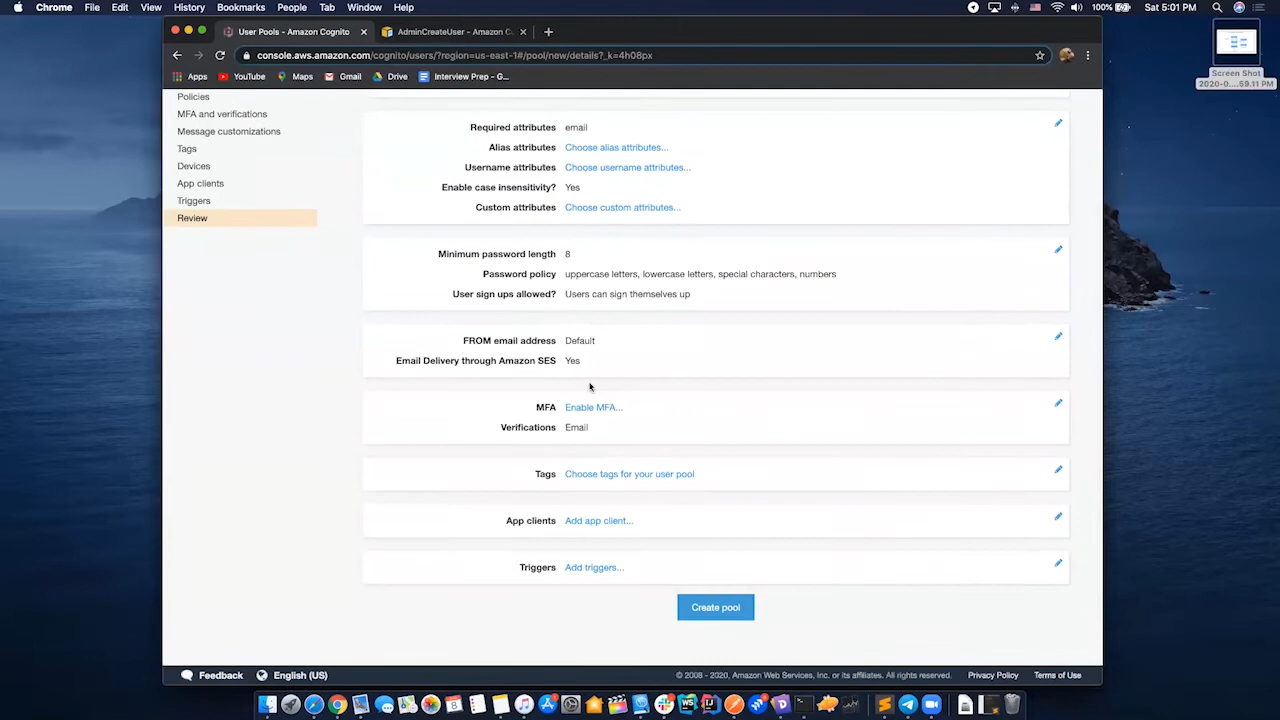 Chrome File Edit View History Bookmarks People Tab Window Help 100% Sat 5:01 PM
User Pools - Amazon Cognito AdminCreateUser - Amazon C...
console.aws.amazon.com/cognito/users/?region=us-east-1#/pool/new/details?_k=4h08px
Apps YouTube Maps Gmail Drive Interview Prep - G...
Screen Shot
2020-0....59.11 PM
Policies
MFA and verifications
Message customizations
Tags
Devices
App clients
Triggers
Review
Required attributes email
Alias attributes Choose alias attributes...
Username attributes Choose username attributes...
Enable case insensitivity? Yes
Custom attributes Choose custom attributes...
Minimum password length 8
Password policy uppercase letters, lowercase letters, special characters, numbers
User sign ups allowed? Users can sign themselves up
FROM email address Default
Email Delivery through Amazon SES Yes
MFA Enable MFA...
Verifications Email
Tags Choose tags for your user pool
App clients Add app client...
Triggers Add triggers...
Create pool
Feedback English (US) © 2008 - 2020, Amazon Web Services, Inc. or its affiliates. All rights reserved. Privacy Policy Terms of Use